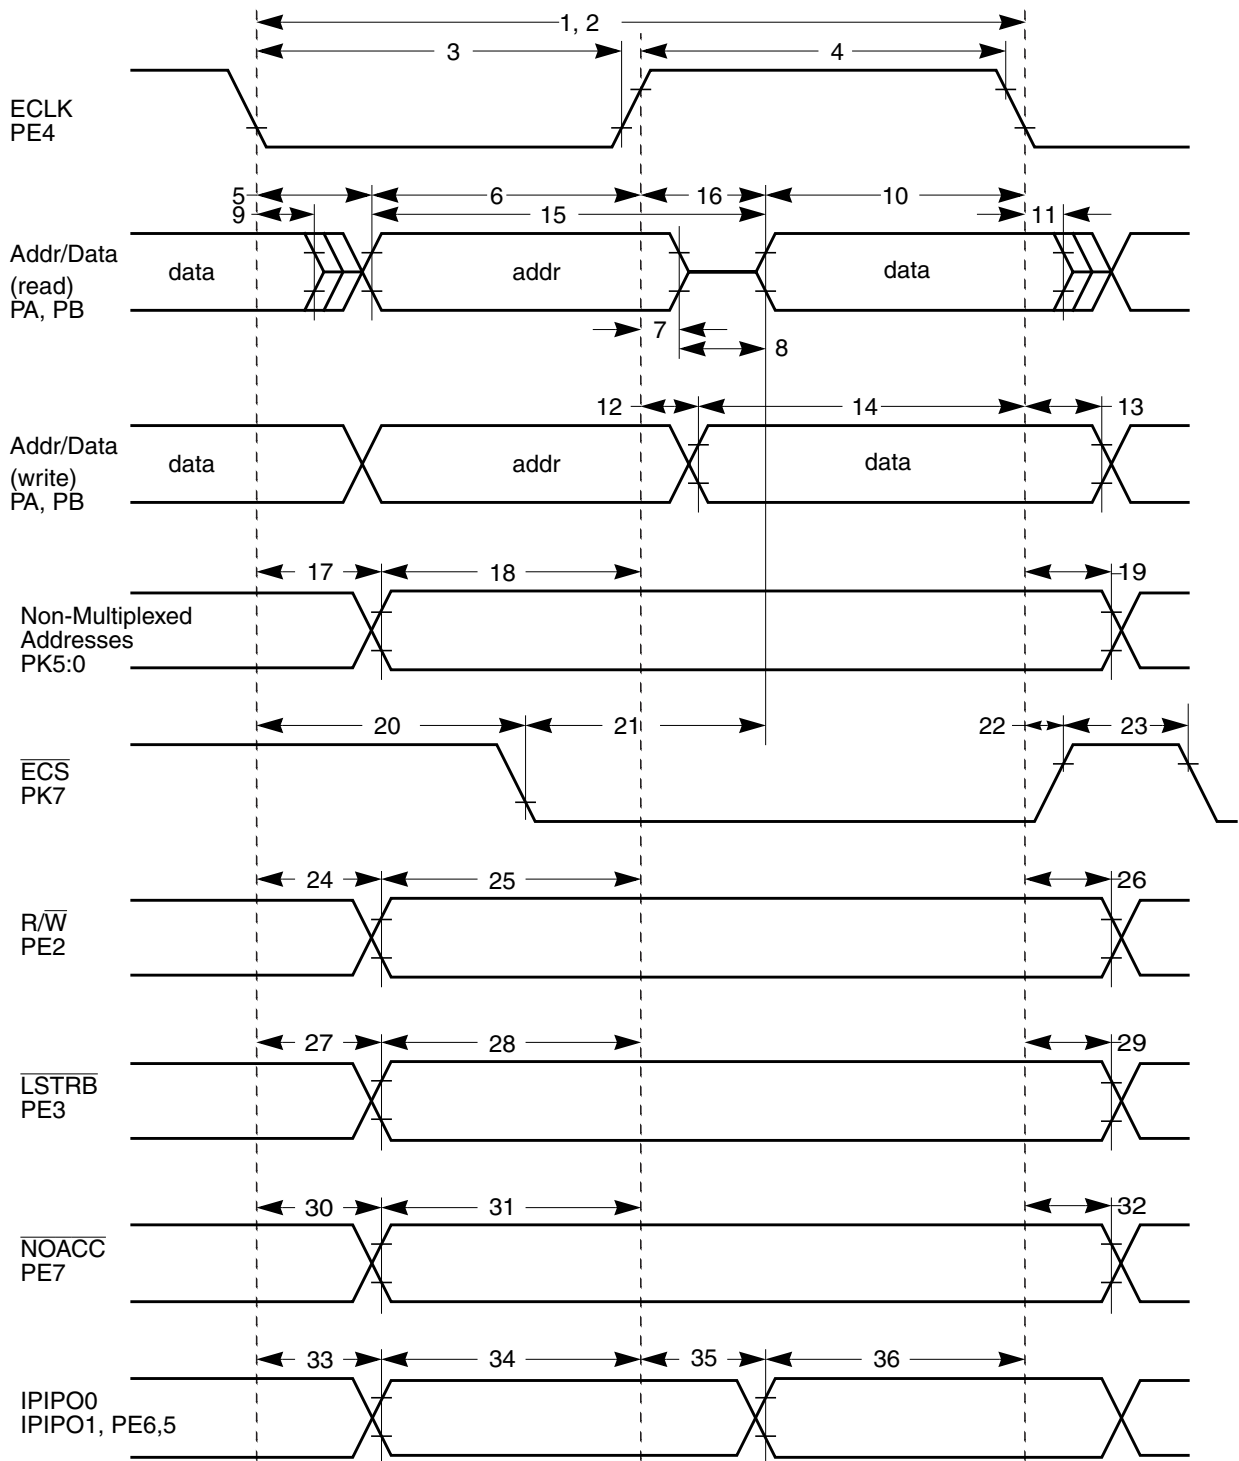 1, 2
3
4
ECLK
PE4
5
6
16
10
9
15
11
Addr/Data
(read)
PA, PB
data
addr
data
7
8
12
14
13
Addr/Data
(write)
PA, PB
data
addr
data
17
18
19
Non-Multiplexed
Addresses
PK5:0
20
21
22
23
ECS
PK7
24
25
26
R/W
PE2
27
28
29
LSTRB
PE3
30
31
32
NOACC
PE7
33
34
35
36
IPIPO0
IPIPO1, PE6,5